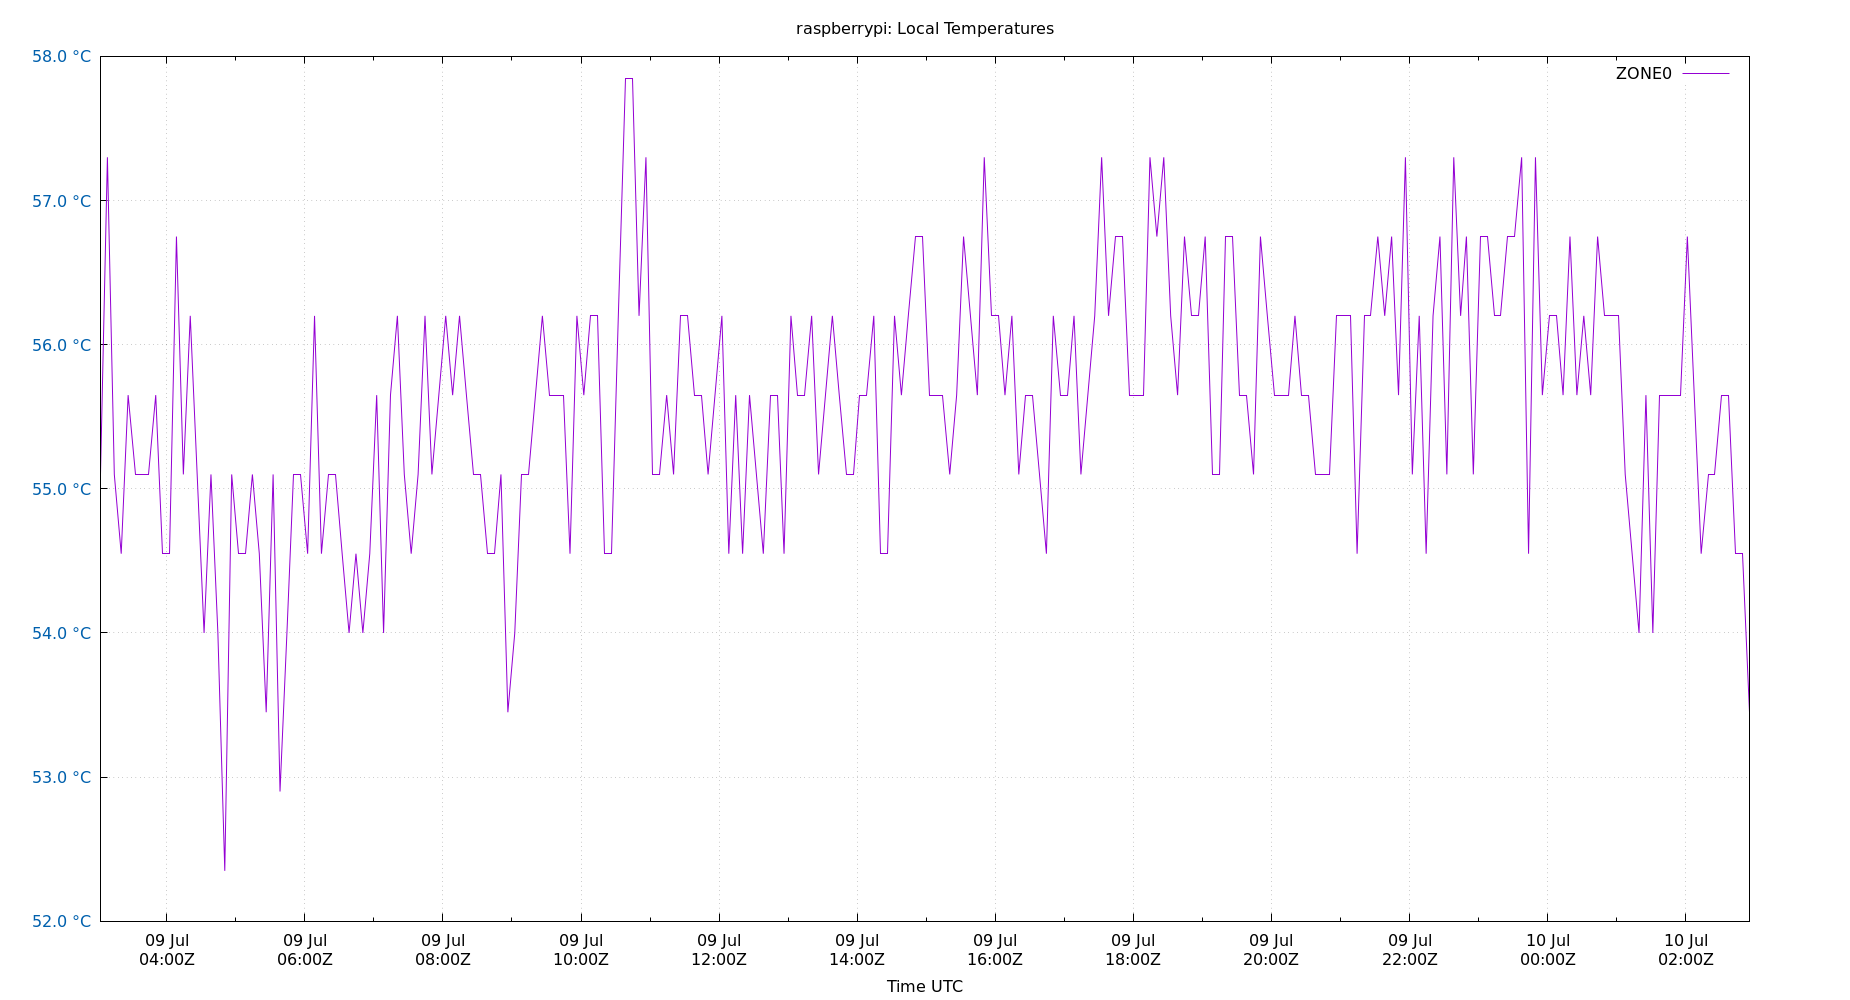 raspberrypi: Local Temperatures
58.0 °C
57.0 °C
56.0 °C
55.0 °C
54.0 °C
53.0 °C
52.0 °C
ZONE0
09 Jul 09 Jul 09 Jul 09 Jul 09 Jul 09 Jul 09 Jul 09 Jul 09 Jul 09 Jul 10 Jul 10 Jul
04:00Z 06:00Z 08:00Z 10:00Z 12:00Z 14:00Z 16:00Z 18:00Z 20:00Z 22:00Z 00:00Z 02:00Z
Time UTC